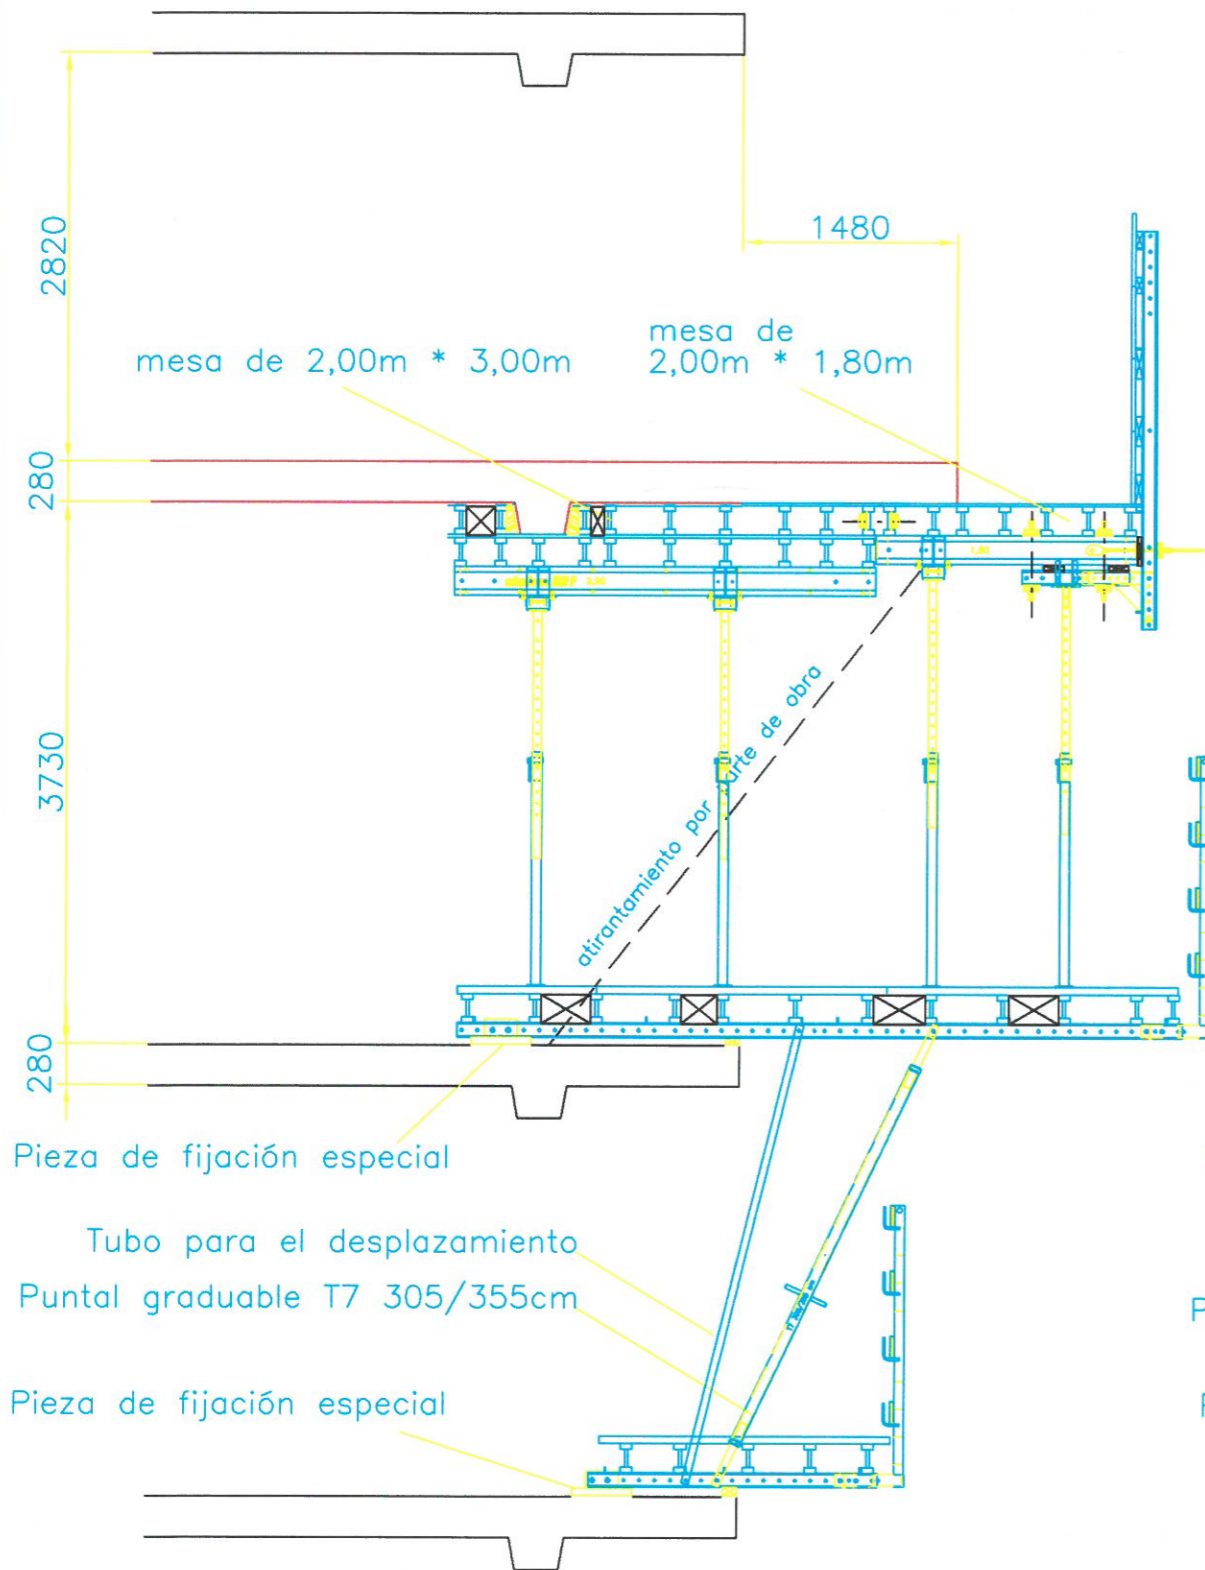 1480
2820
mesa de 2,00m * 3,00m
mesa de
2,00m * 1,80m
280
1,80
3730
atirantamiento por parte de obra
280
Pieza de fijación especial
Tubo para el desplazamiento
Puntal graduable T7 305/355cm
Pieza de fijación especial